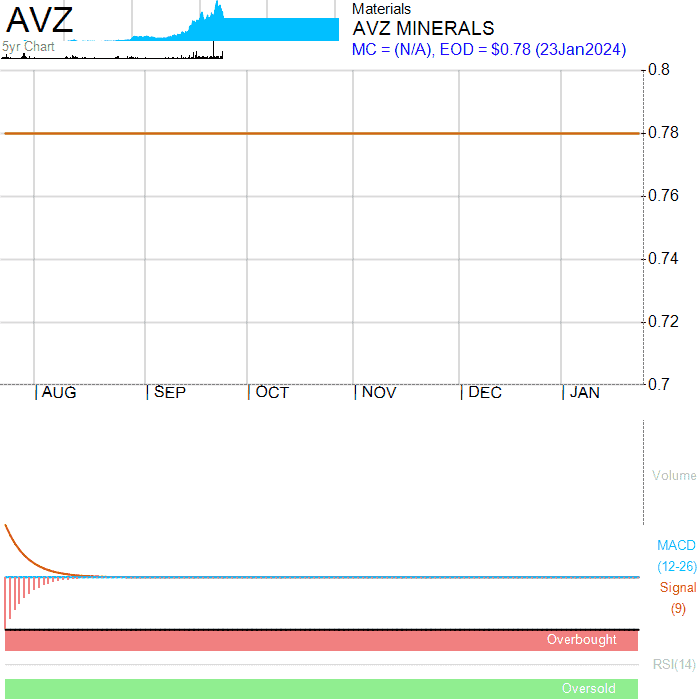 AVZ
5yr Chart
Materials
AVZ MINERALS
MC = (N/A), EOD = $0.78 (23Jan2024)
0.8
0.78
0.76
0.74
0.72
0.7
AUG SEP OCT NOV DEC JAN
Volume
MACD
(12-26)
Signal
(9)
Overbought
RSI(14)
Oversold